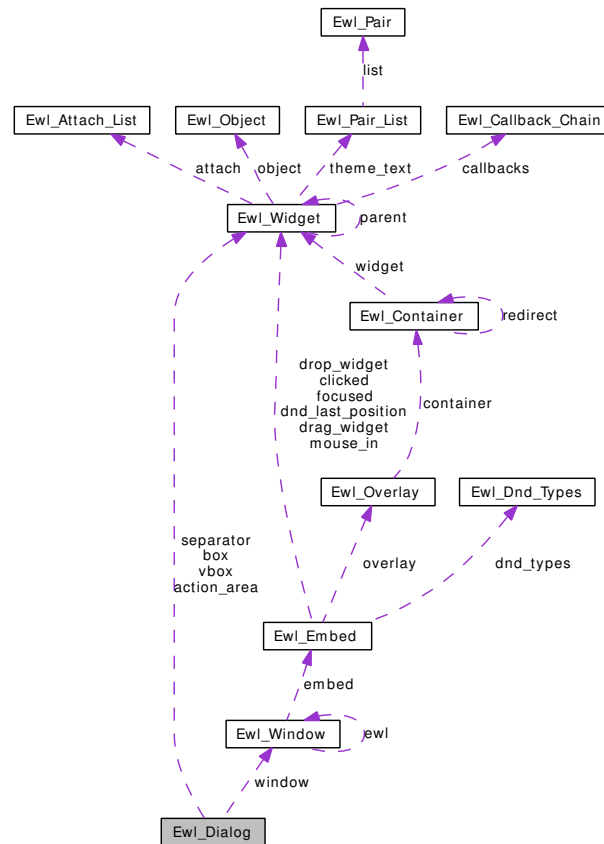 Ewl_Pair
list
Ewl_Attach_List
Ewl_Object
Ewl_Pair_List
Ewl_Callback_Chain
attach
object
theme_text
callbacks
Ewl_Widget
parent
widget
Ewl_Container
redirect
drop_widget
clicked
focused
dnd_last_position
drag_widget
mouse_in
container
Ewl_Overlay
Ewl_Dnd_Types
separator
box
vbox
action_area
overlay
dnd_types
Ewl_Embed
embed
Ewl_Window
ewl
window
Ewl_Dialog